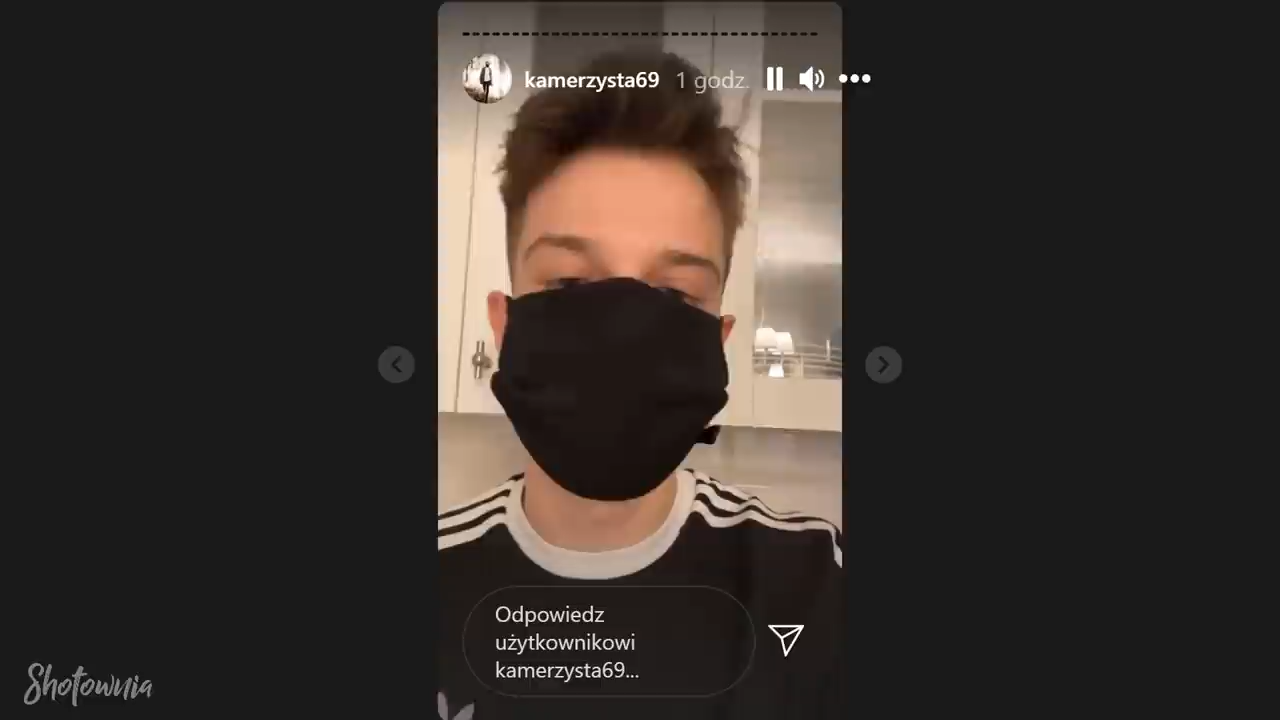 kamerzysta69 1 godz.
Odpowiedz
użytkownikowi
kamerzysta69...
Shotownia